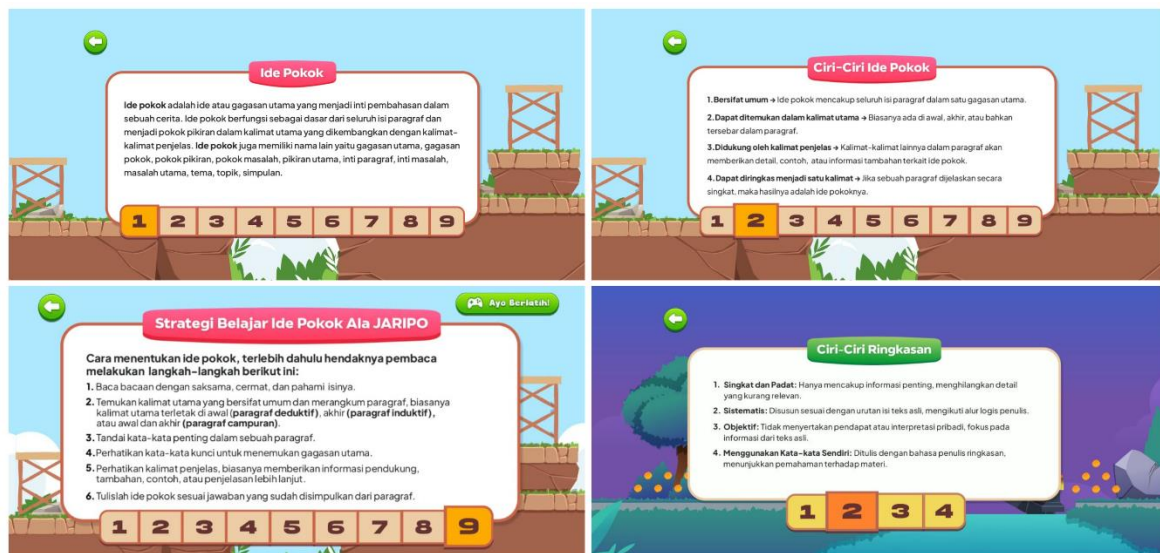 Ide Pokok
Ide pokok adalah ide atau gagasan utama yang menjadi inti pembahasan dalam
sebuah cerita. Ide pokok berfungsi sebagai dasar dari seluruh isi paragraf dan
menjadi pokok pikiran dalam kalimat utama yang dikembangkan dengan kalimat-
kalimat penjelas. Ide pokok juga memiliki nama lain yaitu gagasan utama, gagasan
pokok, pokok pikiran, pokok masalah, pikiran utama, inti paragraf, inti masalah,
masalah utama, tema, topik, simpulan.
1 2 3 4 5 6 7 8 9
Ciri-Ciri Ide Pokok
1. Bersifat umum → Ide pokok mencakup seluruh isi paragraf dalam satu gagasan utama.
2. Dapat ditemukan dalam kalimat utama → Biasanya ada di awal, akhir, atau bahkan
tersebar dalam paragraf.
3. Didukung oleh kalimat penjelas → Kalimat-kalimat lainnya dalam paragraf akan
memberikan detail, contoh, atau informasi tambahan terkait ide pokok.
4. Dapat diringkas menjadi satu kalimat → Jika sebuah paragraf dijelaskan secara
singkat, maka hasilnya adalah ide pokoknya.
1 2 3 4 5 6 7 8 9
Ayo Berlatih!
Strategi Belajar Ide Pokok Ala JARIPO
Cara menentukan ide pokok, terlebih dahulu hendaknya pembaca
melakukan langkah-langkah berikut ini:
1. Baca bacaan dengan saksama, cermat, dan pahami isinya.
2. Temukan kalimat utama yang bersifat umum dan merangkum paragraf, biasanya
kalimat utama terletak di awal (paragraf deduktif), akhir (paragraf induktif),
atau awal dan akhir (paragraf campuran).
3. Tandai kata-kata penting dalam sebuah paragraf.
4. Perhatikan kata-kata kunci untuk menemukan gagasan utama.
5. Perhatikan kalimat penjelas, biasanya memberikan informasi pendukung,
tambahan, contoh, atau penjelasan lebih lanjut.
6. Tulislah ide pokok sesuai jawaban yang sudah disimpulkan dari paragraf.
1 2 3 4 5 6 7 8 9
Ciri-Ciri Ringkasan
1. Singkat dan Padat: Hanya mencakup informasi penting, menghilangkan detail
yang kurang relevan.
2. Sistematis: Disusun sesuai dengan urutan isi teks asli, mengikuti alur logis penulis.
3. Objektif: Tidak menyertakan pendapat atau interpretasi pribadi, fokus pada
informasi dari teks asli.
4. Menggunakan Kata-kata Sendiri: Ditulis dengan bahasa penulis ringkasan,
menunjukkan pemahaman terhadap materi.
1 2 3 4